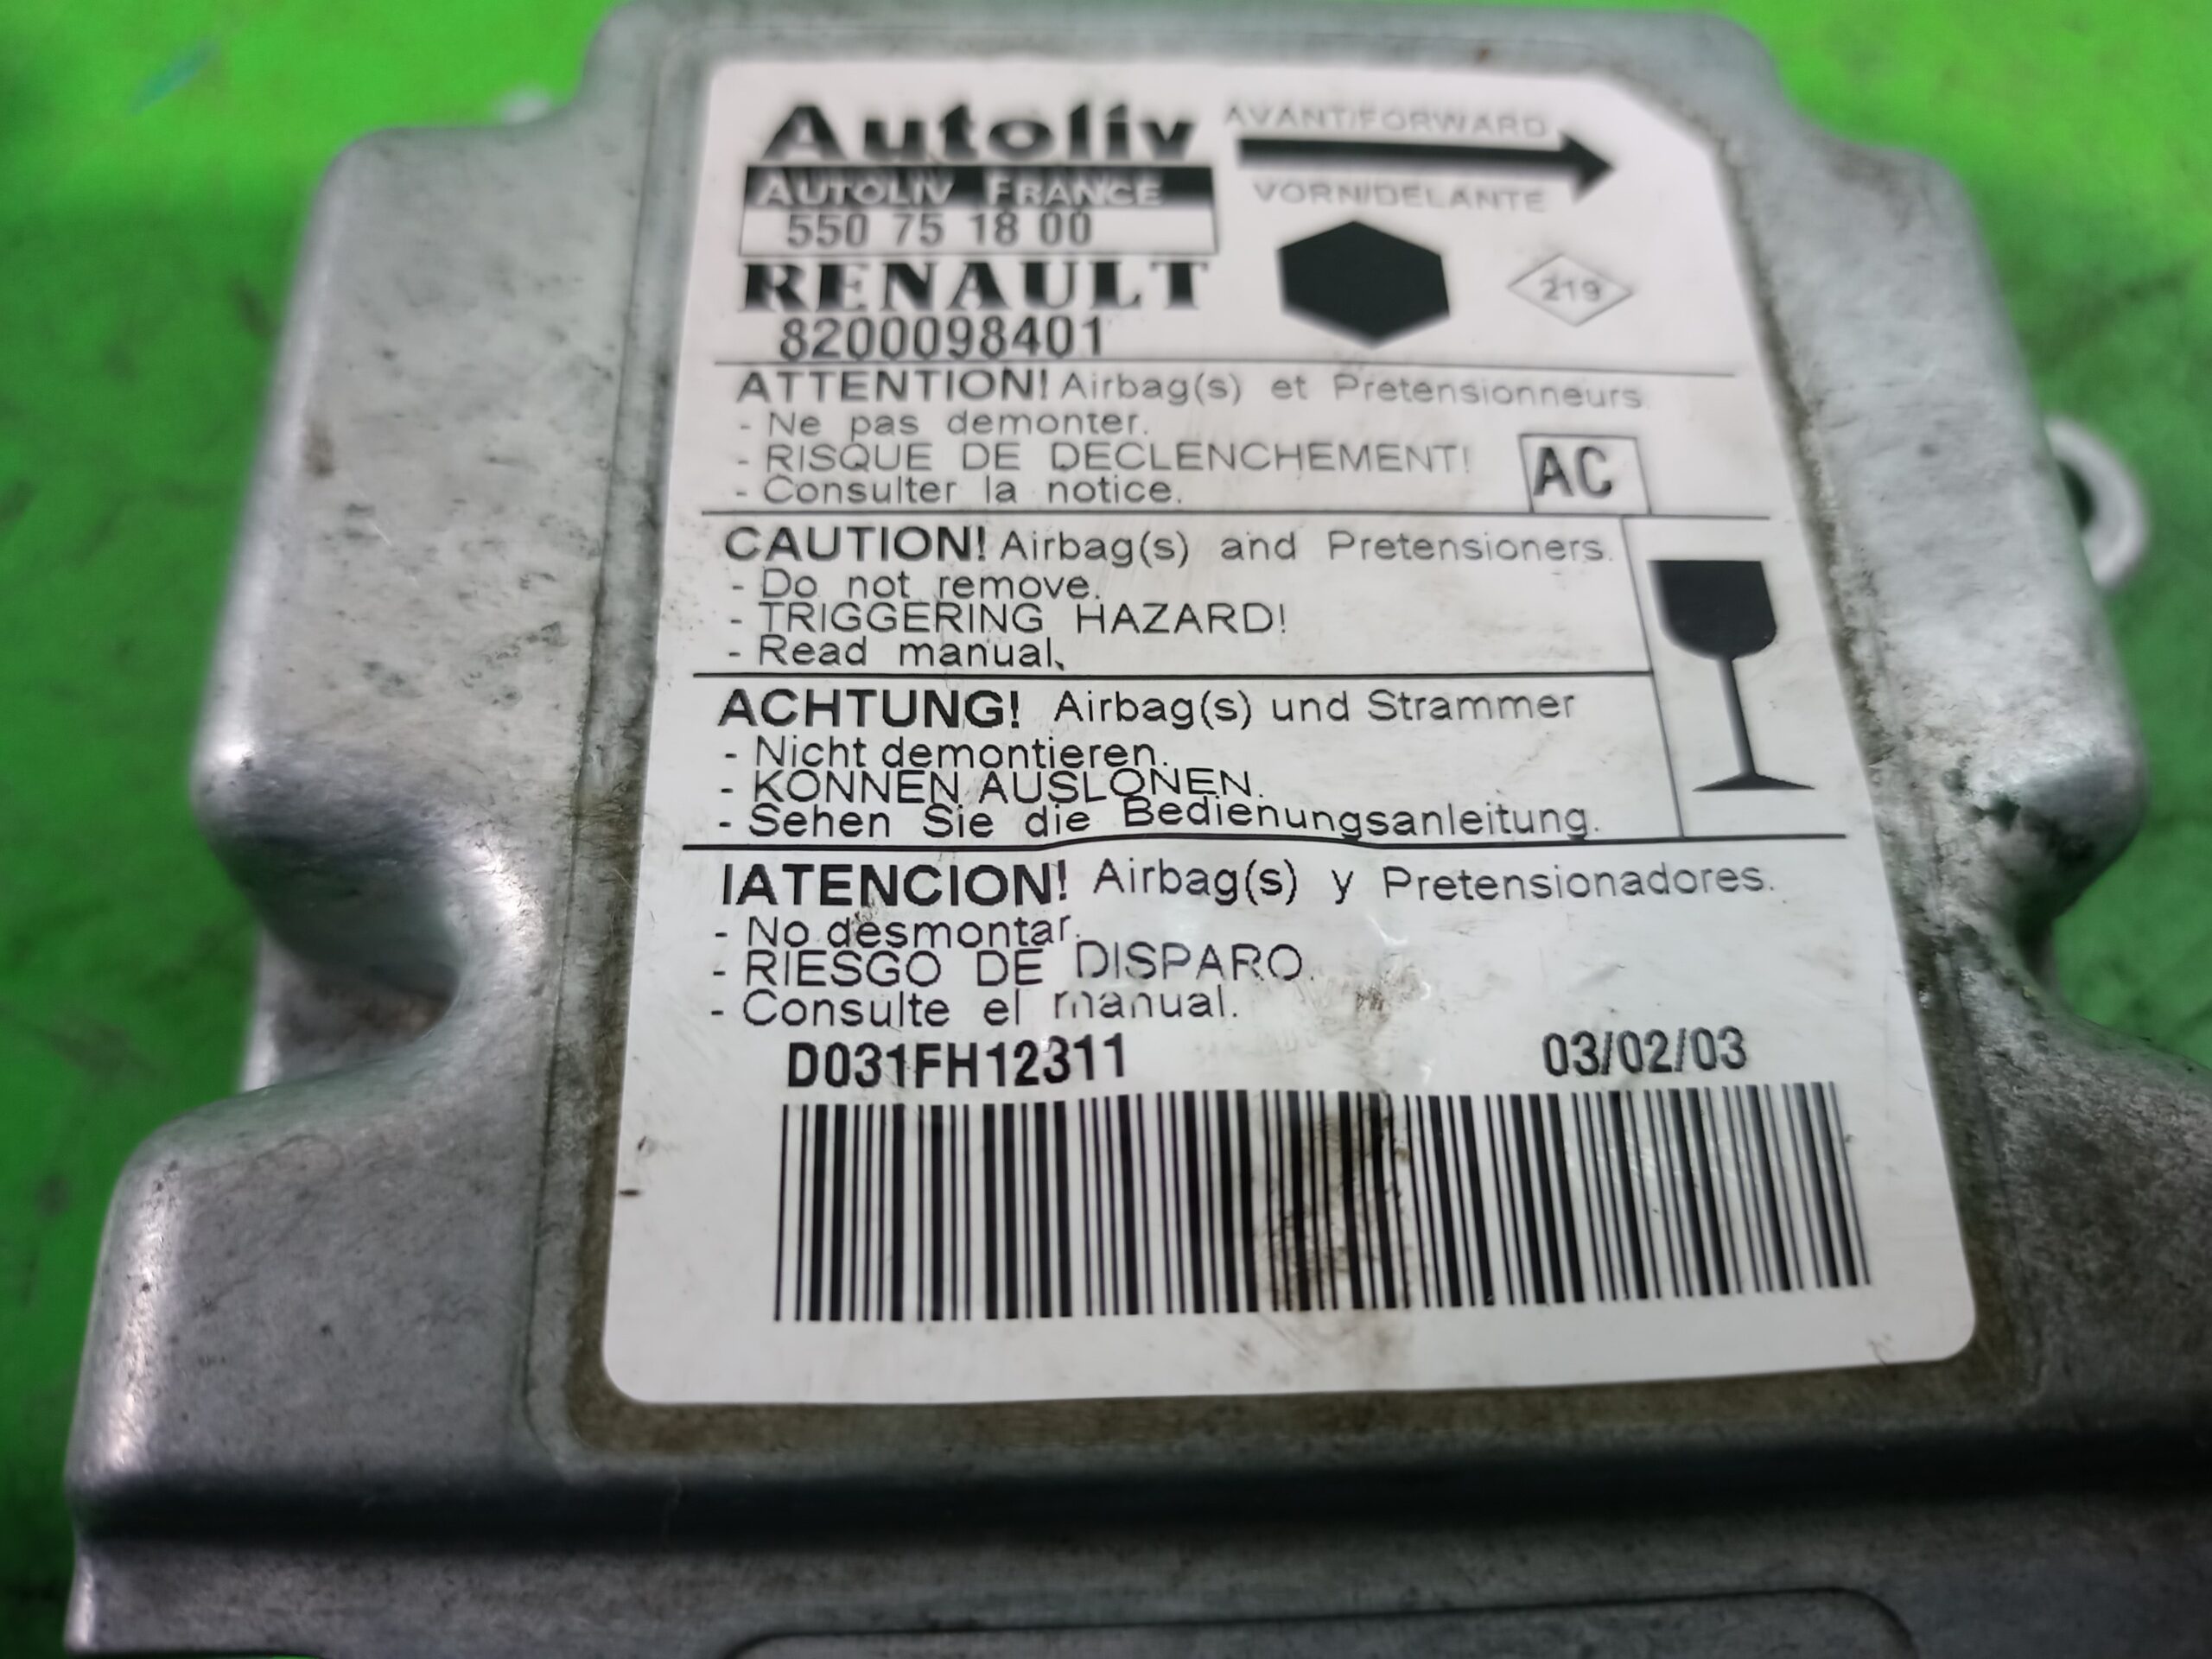 Autoliv
AVANT/FORWARD
AUTOLIV FRANCE
VORN/DELANTE
550 75 18 00
RENAULT
219
8200098401
ATTENTION! Airbag(s) et Pretensionneurs.
- Ne pas demonter.
- RISQUE DE DECLENCHEMENT!
- Consulter la notice.
AC
CAUTION! Airbag(s) and Pretensioners.
- Do not remove.
- TRIGGERING HAZARD!
- Read manual.
ACHTUNG! Airbag(s) und Strammer
- Nicht demontieren.
- KONNEN AUSLONEN.
- Sehen Sie die Bedienungsanleitung.
IATENCION! Airbag(s) y Pretensionadores.
- No desmontar.
- RIESGO DE DISPARO.
- Consulte el manual.
D031FH12311 03/02/03